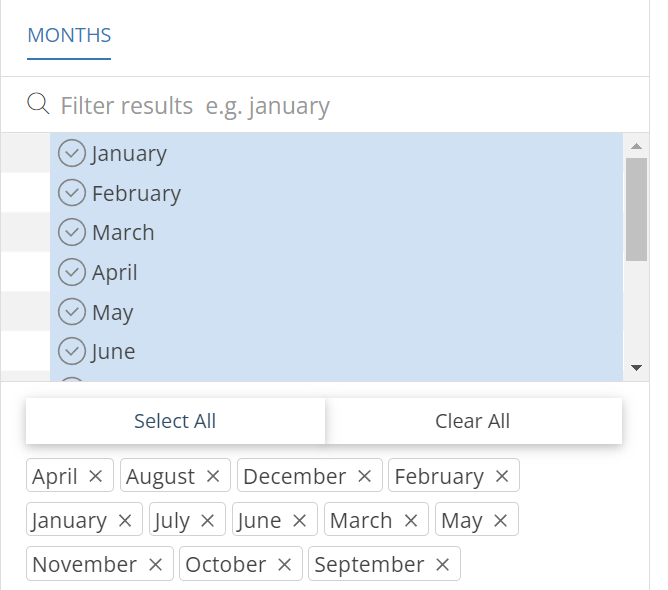 MONTHS
Filter results e.g. january
January
February
March
April
May
June
Select All Clear All
April August December February
January July June March May
November October September